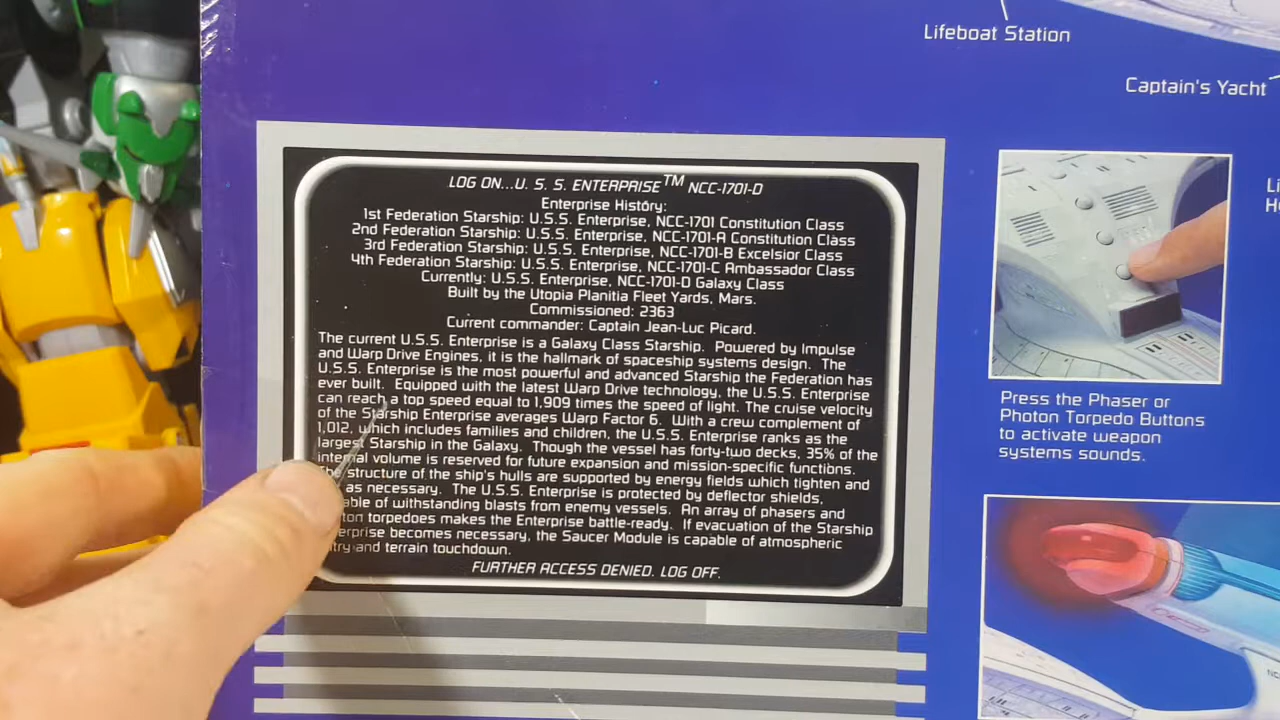 Lifeboat Station
Captain's Yacht
LOG ON...U. S. S. ENTERPRISE™ NCC-1701-D
Enterprise History:
1st Federation Starship: U.S.S. Enterprise, NCC-1701 Constitution Class
2nd Federation Starship: U.S.S. Enterprise, NCC-1701-A Constitution Class
3rd Federation Starship: U.S.S. Enterprise, NCC-1701-B Excelsior Class
4th Federation Starship: U.S.S. Enterprise, NCC-1701-C Ambassador Class
Currently: U.S.S. Enterprise, NCC-1701-D Galaxy Class
Built by the Utopia Planitia Fleet Yards, Mars.
Commissioned: 2363
Current commander: Captain Jean-Luc Picard.
The current U.S.S. Enterprise is a Galaxy Class Starship. Powered by Impulse
and Warp Drive Engines, it is the hallmark of spaceship systems design. The
U.S.S. Enterprise is the most powerful and advanced Starship the Federation has
ever built. Equipped with the latest Warp Drive technology, the U.S.S. Enterprise
can reach a top speed equal to 1,909 times the speed of light. The cruise velocity
of the Starship Enterprise averages Warp Factor 6. With a crew complement of
1,012, which includes families and children, the U.S.S. Enterprise ranks as the
largest Starship in the Galaxy. Though the vessel has forty-two decks, 35% of the
internal volume is reserved for future expansion and mission-specific functions.
The structure of the ship's hulls are supported by energy fields which tighten and
as necessary. The U.S.S. Enterprise is protected by deflector shields,
able of withstanding blasts from enemy vessels. An array of phasers and
ton torpedoes makes the Enterprise battle-ready. If evacuation of the Starship
erprise becomes necessary, the Saucer Module is capable of atmospheric
try and terrain touchdown.
FURTHER ACCESS DENIED. LOG OFF.
Press the Phaser or
Photon Torpedo Buttons
to activate weapon
systems sounds.